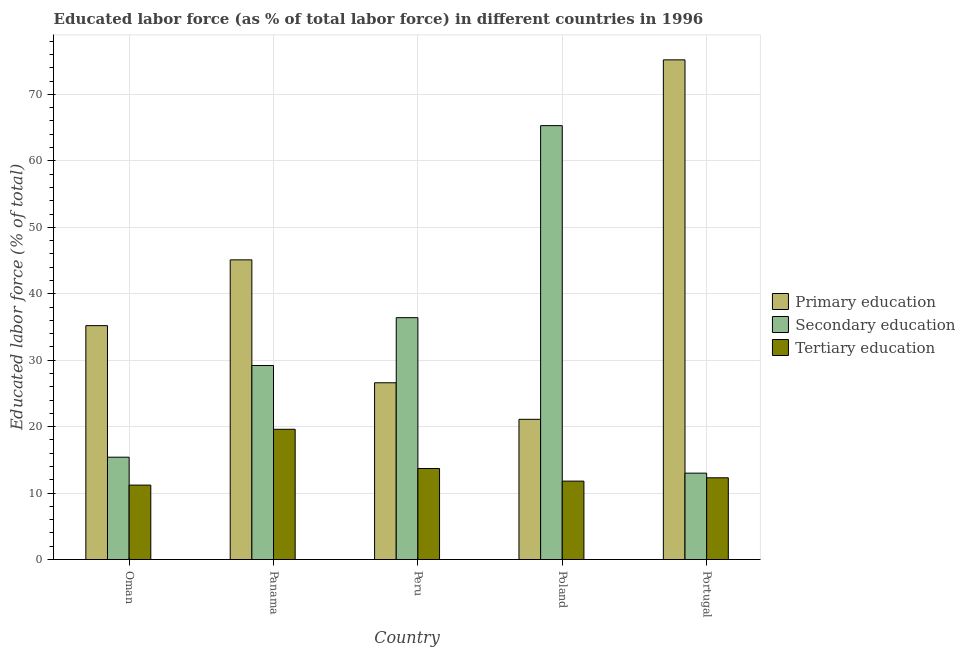 Educated labor force (as % of total labor force) in different countries in 1996
Educated labor force (% of total)
70
60
50
40
30
20
10
0
Oman
Panama
Peru
Poland
Portugal
Country
Primary education
Secondary education
Tertiary education